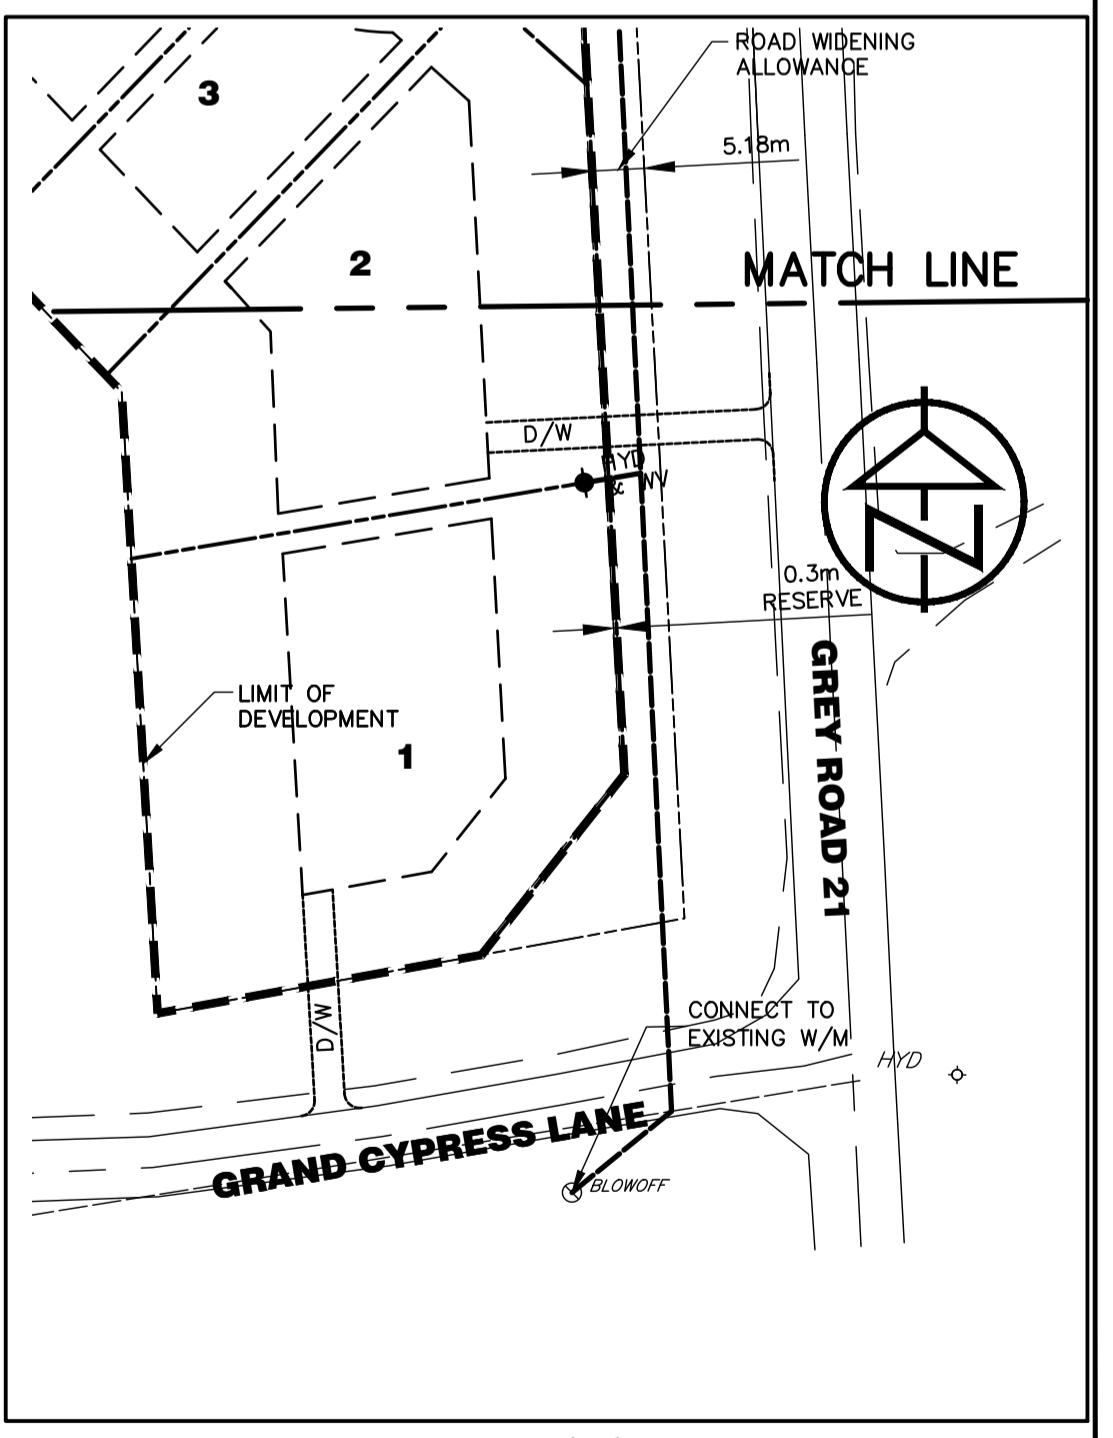 ROAD WIDENING
ALLOWANCE
3
5.18m
2
MATCH LINE
D/W
HYD
& WV
0.3m
RESERVE
GREY ROAD 21
LIMIT OF
DEVELOPMENT
1
D/W
CONNECT TO
EXISTING W/M
HYD
GRAND CYPRESS LANE
BLOWOFF
N